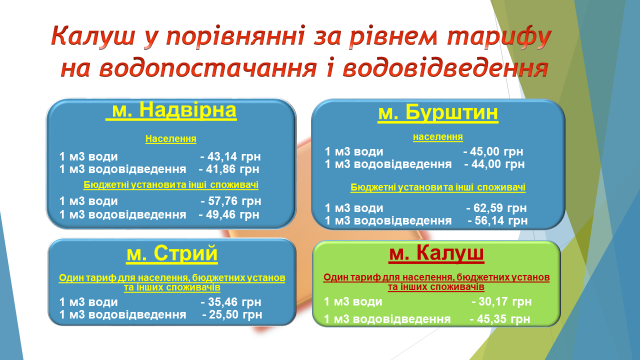 Калуш у порівнянні за рівнем тарифу
на водопостачання і водовідведення
м. Надвірна
Населення
1 м3 води - 43,14 грн
1 м3 водовідведення - 41,86 грн
Бюджетні установи та інші споживачі
1 м3 води - 57,76 грн
1 м3 водовідведення - 49,46 грн
м. Бурштин
населення
1 м3 води - 45,00 грн
1 м3 водовідведення - 44,00 грн
Бюджетні установи та інші споживачі
1 м3 води - 62,59 грн
1 м3 водовідведення - 56,14 грн
м. Стрий
Один тариф для населення, бюджетних установ
та інших споживачів
1 м3 води - 35,46 грн
1 м3 водовідведення - 25,50 грн
м. Калуш
Один тариф для населення, бюджетних установ
та інших споживачів
1 м3 води - 30,17 грн
1 м3 водовідведення - 45,35 грн